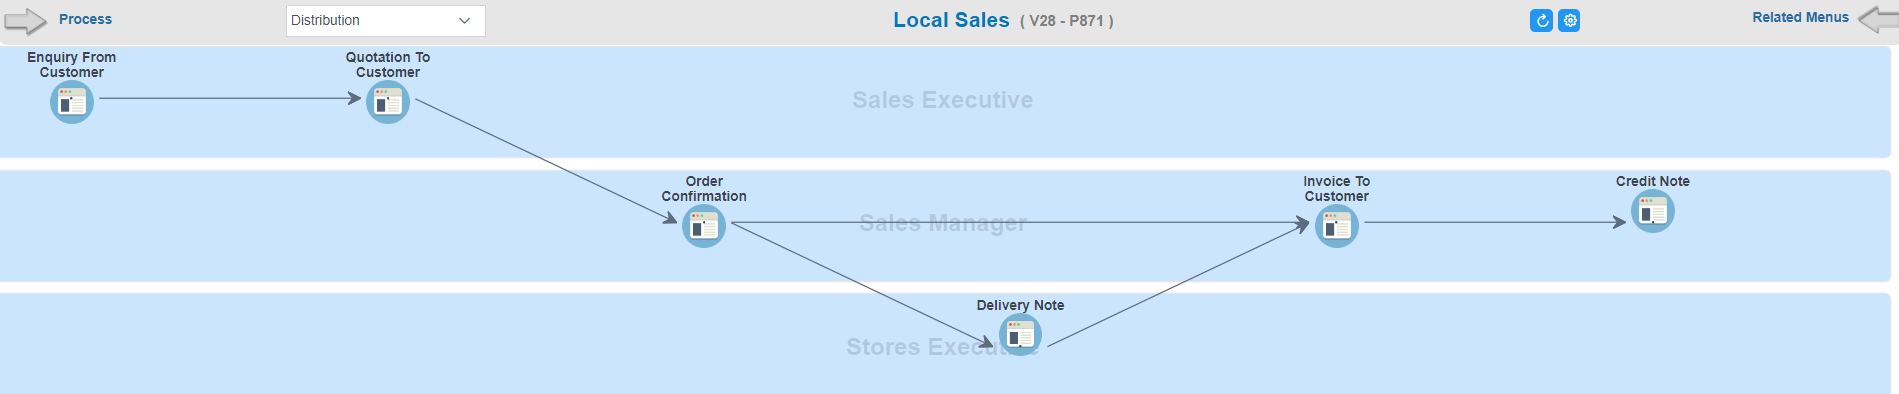 Process
Distribution
Local Sales ( V28 - P871 )
Related Menus
Enquiry From
Customer
Quotation To
Customer
Sales Executive
Order
Confirmation
Invoice To
Customer
Credit Note
Sales Manager
Delivery Note
Stores Executive